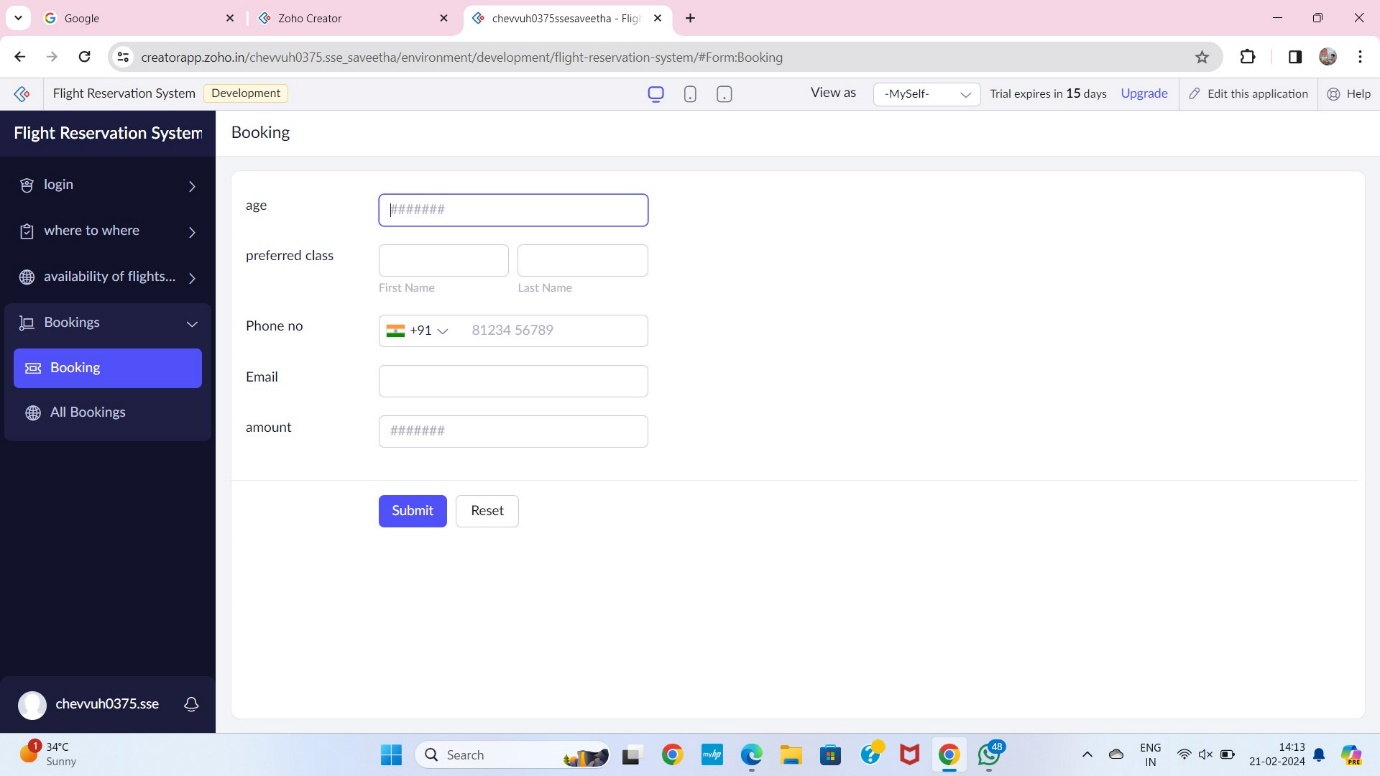 Google
Zoho Creator
chevvuh0375ssesaveetha - Flig
creatorapp.zoho.in/chevvuh0375.sse_saveetha/environment/development/flight-reservation-system/#Form:Booking
Flight Reservation System Development View as -MySelf- Trial expires in 15 days Upgrade Edit this application Help
Flight Reservation System
login
where to where
availability of flights...
Bookings
Booking
All Bookings
chevvuh0375.sse
Booking
age #######
preferred class
First Name Last Name
Phone no +91 81234 56789
Email
amount #######
Submit Reset
1 34°C
Sunny
Search
myhp
48
ENG
IN
14:13
21-02-2024
PRE